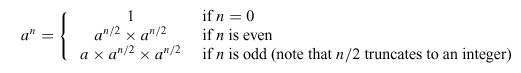 1 if n = 0
aⁿ = { a^{n/2} × a^{n/2} if n is even
a × a^{n/2} × a^{n/2} if n is odd (note that n/2 truncates to an integer)